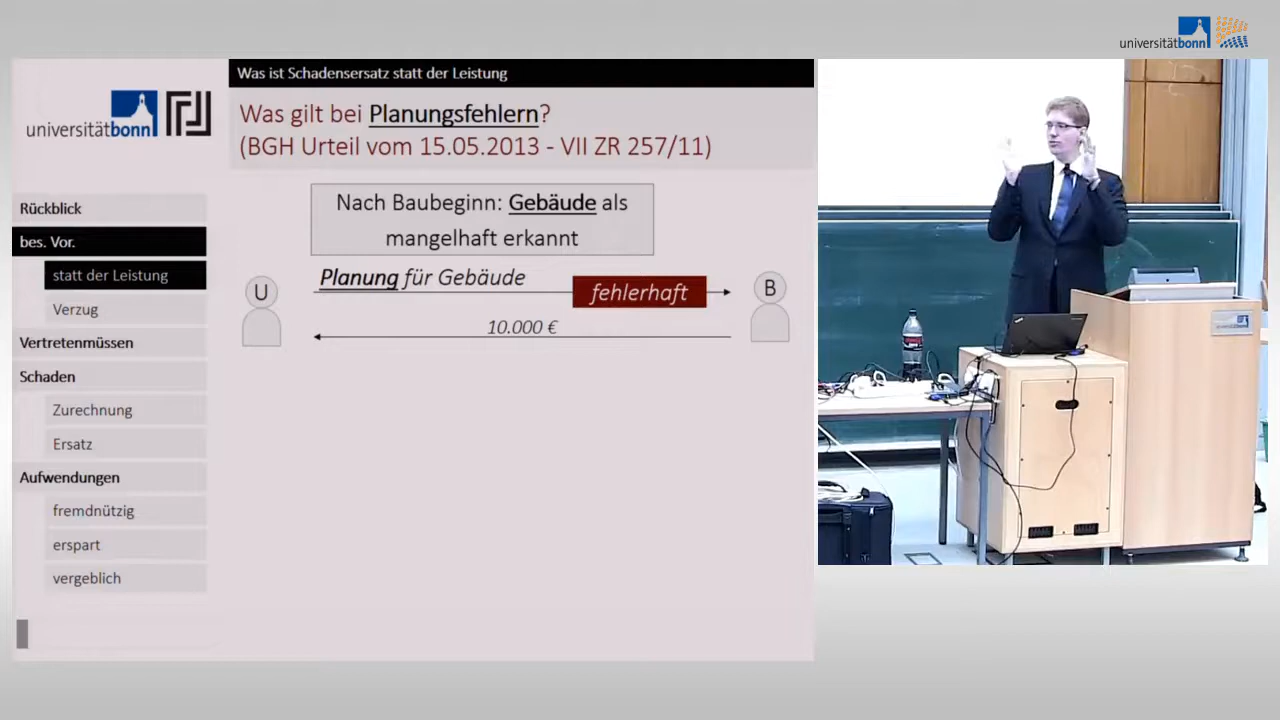 universitätbonn
Was ist Schadensersatz statt der Leistung
universitätbonn
Was gilt bei Planungsfehlern?
(BGH Urteil vom 15.05.2013 - VII ZR 257/11)
Rückblick
bes. Vor.
statt der Leistung
Verzug
Vertretenmüssen
Schaden
Zurechnung
Ersatz
Aufwendungen
fremdnützig
erspart
vergeblich
Nach Baubeginn: Gebäude als
mangelhaft erkannt
U
Planung für Gebäude
fehlerhaft
B
10.000 €